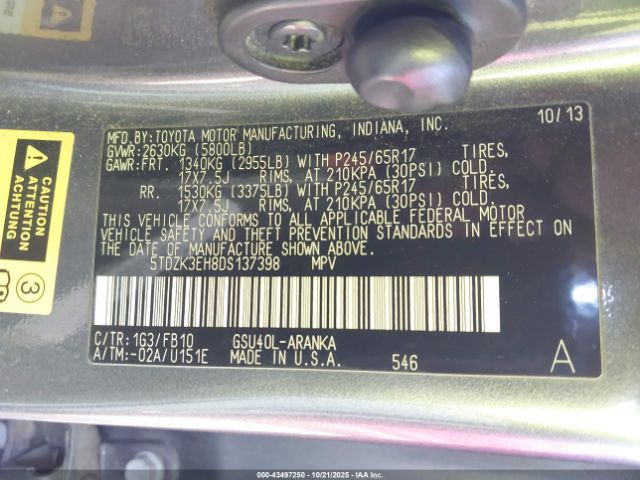 MFD.BY:TOYOTA MOTOR MANUFACTURING, INDIANA, INC. 10/13
GVWR:2630KG (5800LB)
GAWR:FRT. 1340KG (2955LB) WITH P245/65R17 TIRES,
17X7.5J RIMS, AT 210KPA (30PSI) COLD.
RR. 1530KG (3375LB) WITH P245/65R17 TIRES,
17X7.5J RIMS, AT 210KPA (30PSI) COLD.
THIS VEHICLE CONFORMS TO ALL APPLICABLE FEDERAL MOTOR
VEHICLE SAFETY AND THEFT PREVENTION STANDARDS IN EFFECT ON
THE DATE OF MANUFACTURE SHOWN ABOVE.
5TDZK3EH8DS137398 MPV
C/TR:1G3/FB10 GSU40L-ARANKA
A/TM:-02A/U151E MADE IN U.S.A. 546 A
CAUTION
ATTENTION
ACHTUNG
3
000-43497250 - 10/21/2025 - IAAI.COM